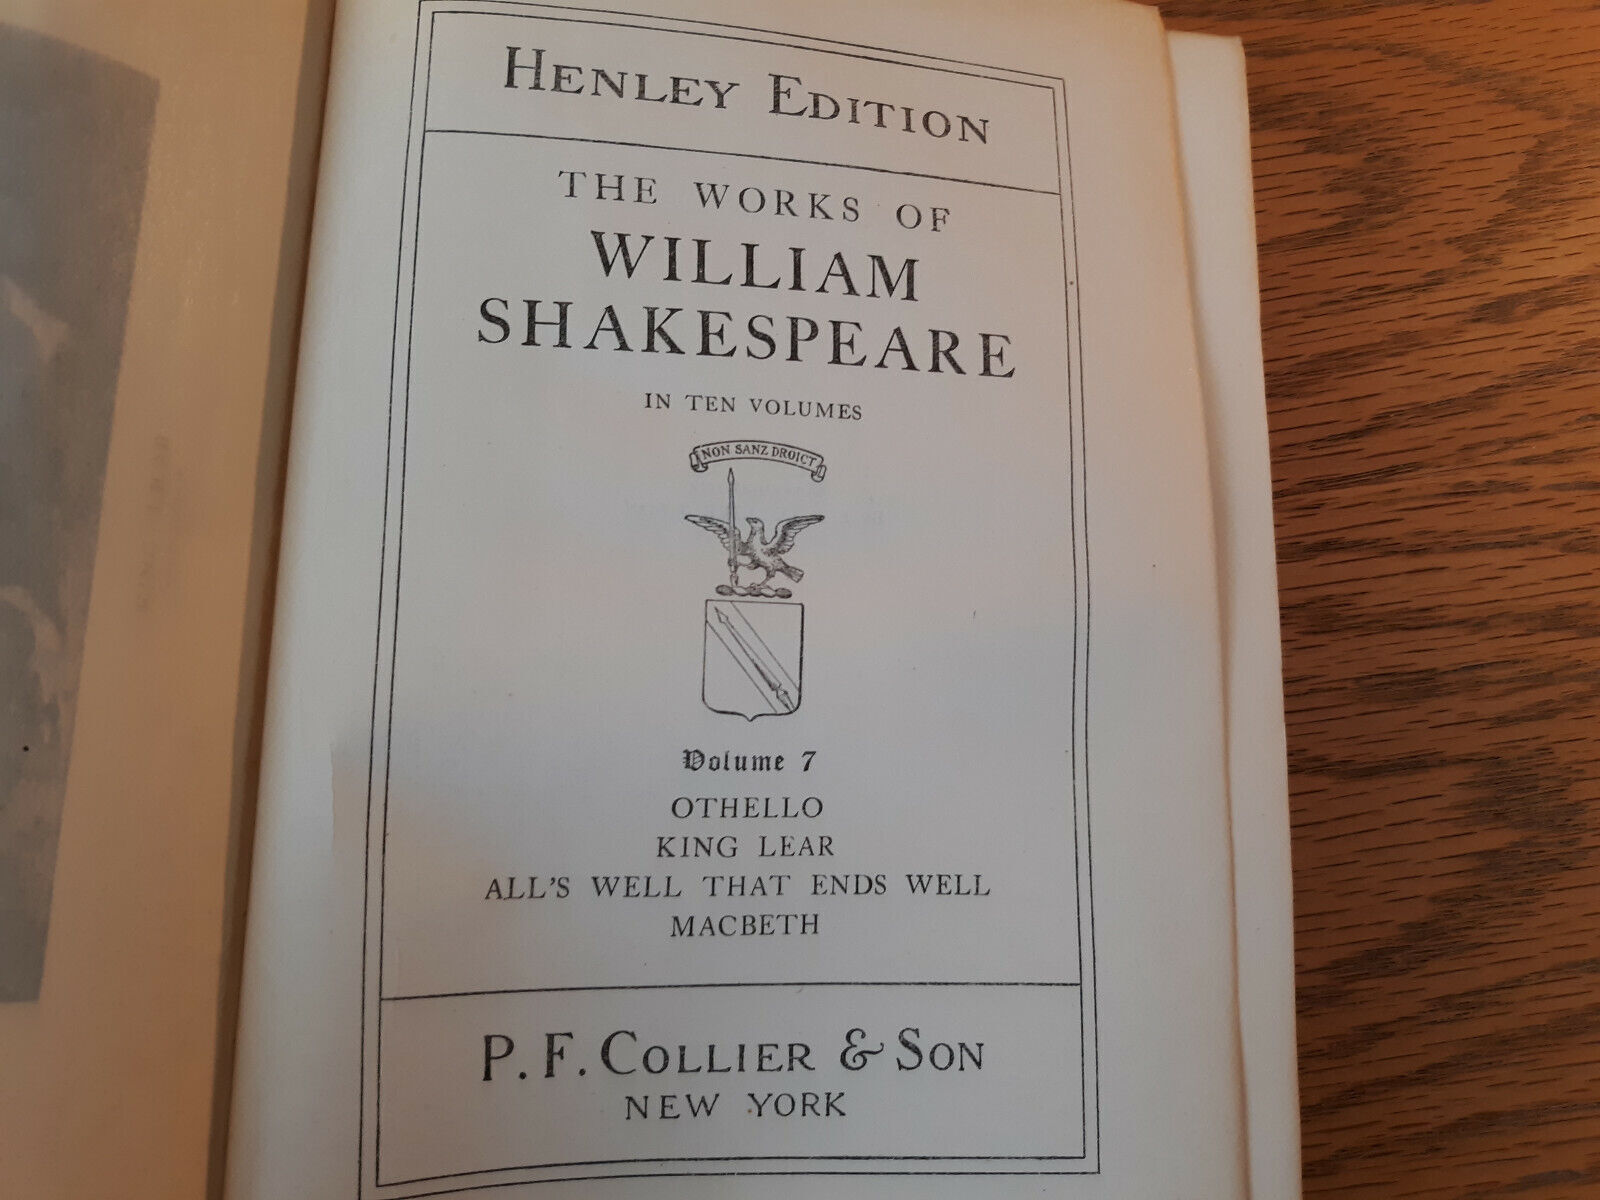 HENLEY EDITION
THE WORKS OF
WILLIAM
SHAKESPEARE
IN TEN VOLUMES
NON SANZ DROICT
Volume 7
OTHELLO
KING LEAR
ALL'S WELL THAT ENDS WELL
MACBETH
P. F. COLLIER & SON
NEW YORK